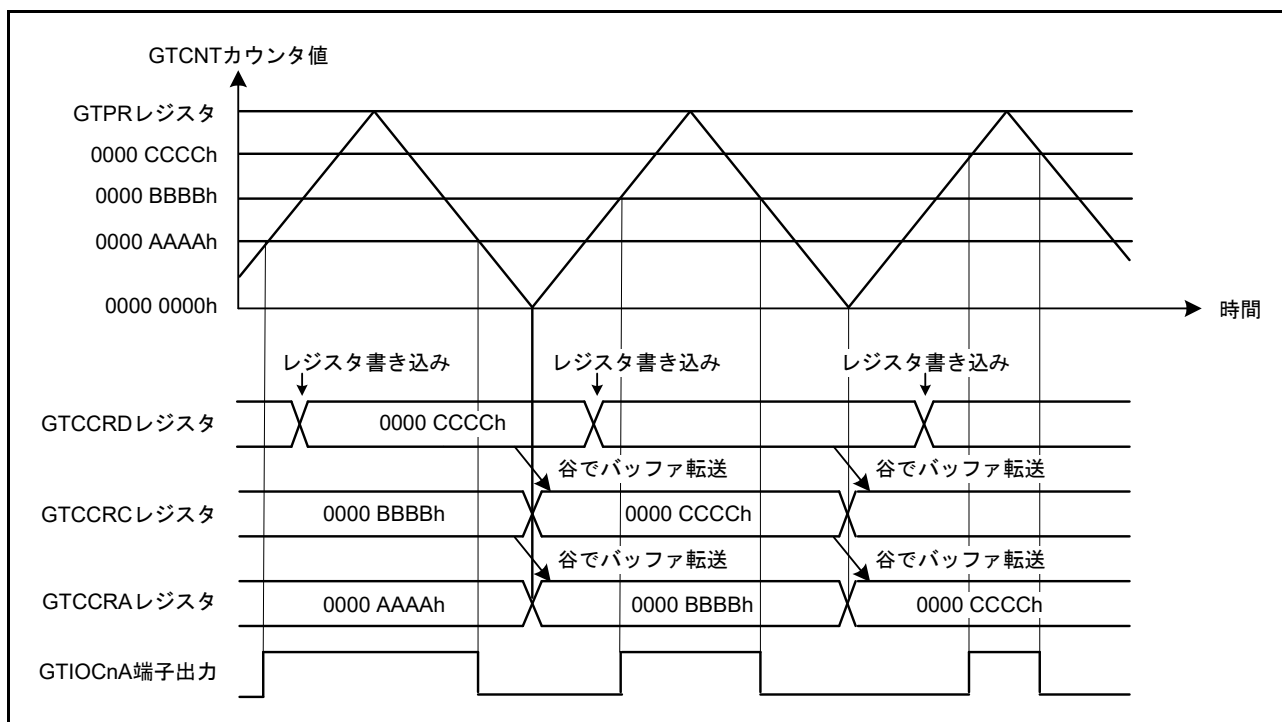 GTCNTカウンタ値
GTPRレジスタ
0000 CCCCh
0000 BBBBh
0000 AAAAh
0000 0000h
時間
レジスタ書き込み
レジスタ書き込み
レジスタ書き込み
GTCCRDレジスタ
0000 CCCCh
谷でバッファ転送
谷でバッファ転送
GTCCRCレジスタ
0000 BBBBh
0000 CCCCh
谷でバッファ転送
谷でバッファ転送
GTCCRAレジスタ
0000 AAAAh
0000 BBBBh
0000 CCCCh
GTIOCnA端子出力